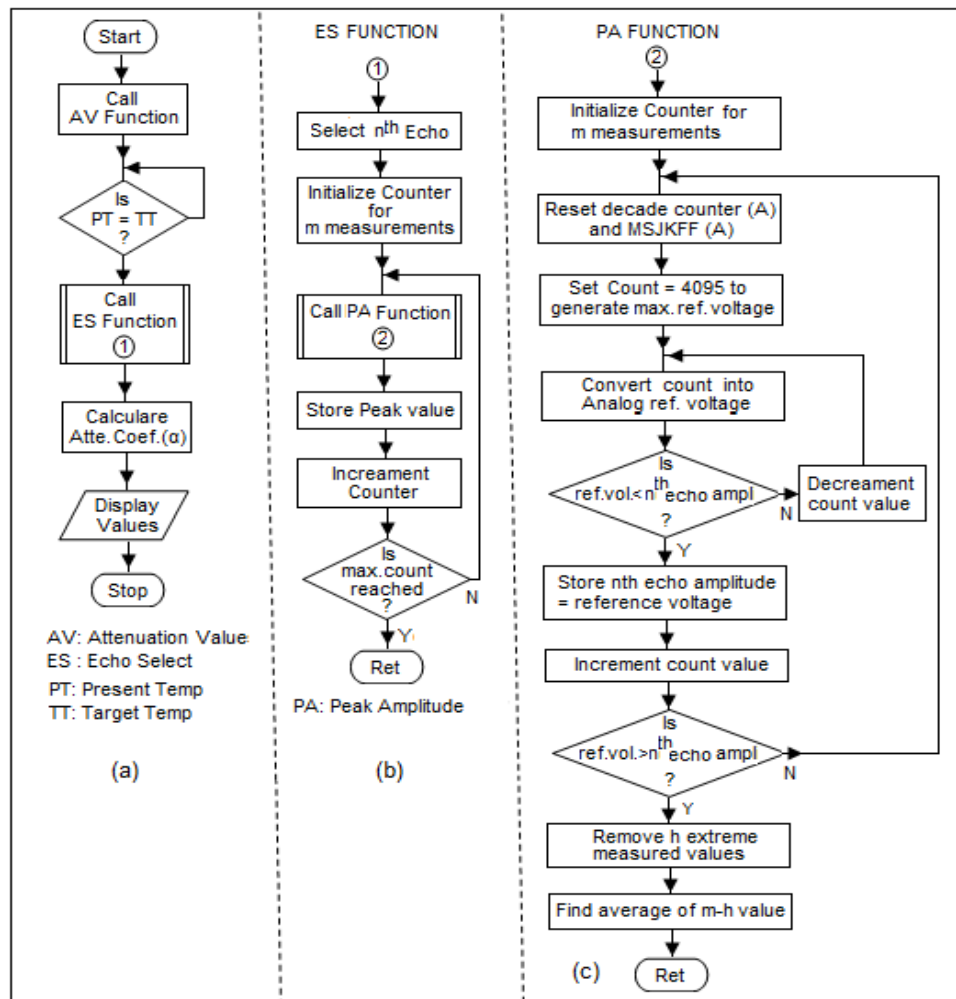 Start
Call
AV Function
Is
PT = TT
?
Call
ES Function
1
Calculare
Atte.Coef.(α)
Display
Values
Stop
AV: Attenuation Values
ES : Echo Select
PT: Present Temp
TT: Target Temp
(a)
ES FUNCTION
1
Select nth Echo
Initialize Counter
for
m measurements
Call PA Function
2
Store Peak value
Increament
Counter
Is
max.count
reached
?
N
Y
Ret
PA: Peak Amplitude
(b)
PA FUNCTION
2
Initialize Counter for
m measurements
Reset decade counter (A)
and MSJKFF (A)
Set Count = 4095 to
generate max. ref. voltage
Convert count into
Analog ref. voltage
Is
ref.vol.< nth echo ampl
?
N
Decreament
count value
Y
Store nth echo amplitude
= reference voltage
Increment count value
Is
ref.vol.>nth echo ampl
?
N
Y
Remove h extreme
measured values
Find average of m-h value
Ret
(c)